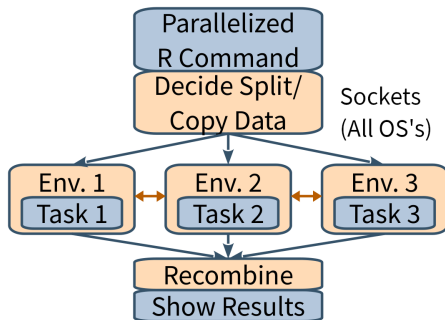 Parallelized
R Command
Decide Split/
Copy Data
Sockets
(All OS's)
Env. 1
Env. 2
Env. 3
Task 1
Task 2
Task 3
Recombine
Show Results